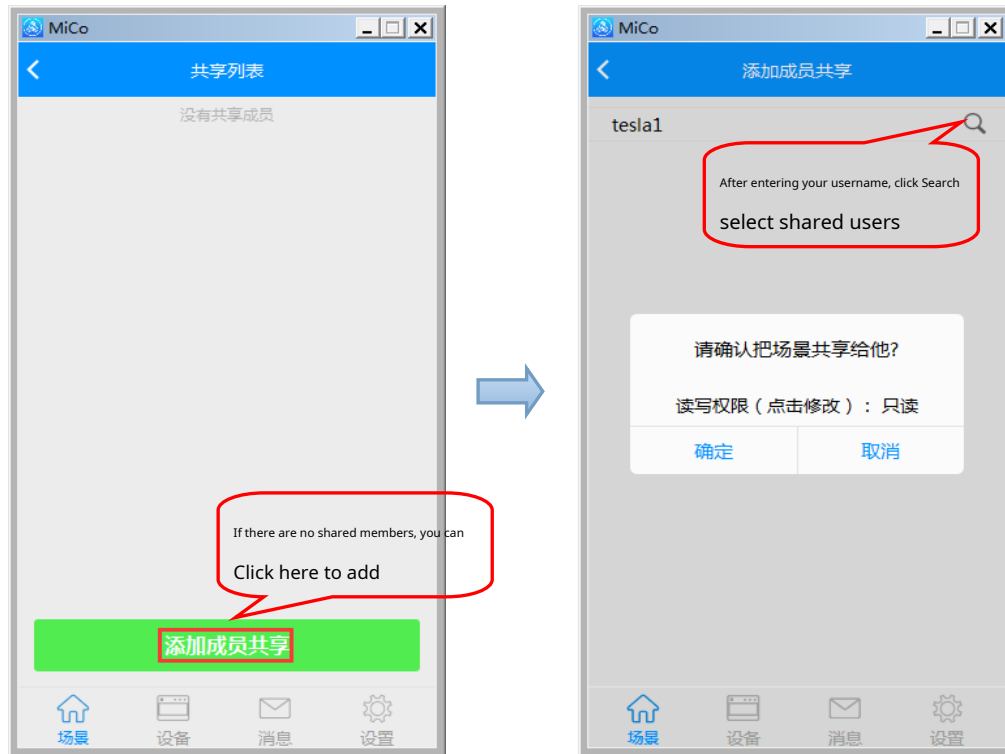 MiCo
共享列表
没有共享成员
If there are no shared members, you can
Click here to add
添加成员共享
场景
设备
消息
设置
MiCo
添加成员共享
tesla1
After entering your username, click Search
select shared users
请确认把场景共享给他?
读写权限（点击修改）：只读
确定
取消
场景
设备
消息
设置